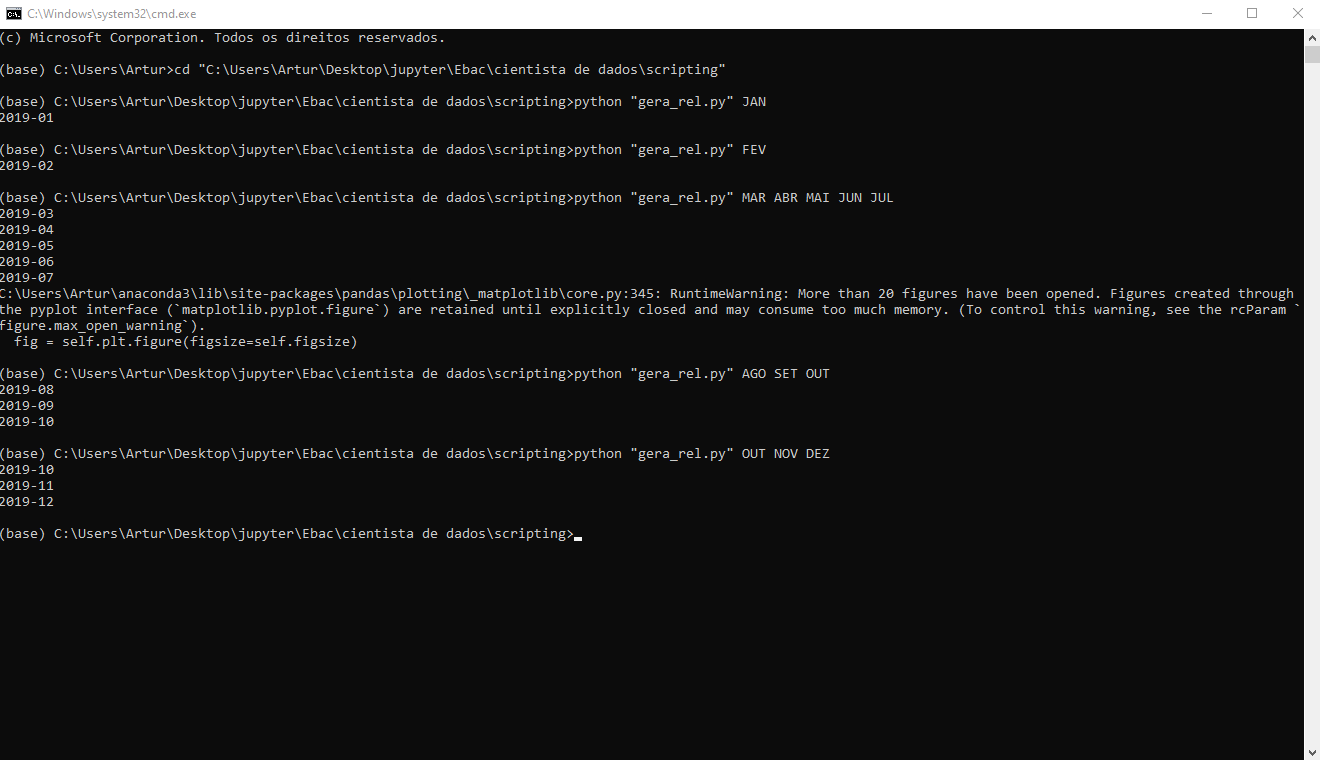 C:\Windows\system32\cmd.exe
(c) Microsoft Corporation. Todos os direitos reservados.
(base) C:\Users\Artur>cd "C:\Users\Artur\Desktop\jupyter\Ebac\cientista de dados\scripting"
(base) C:\Users\Artur\Desktop\jupyter\Ebac\cientista de dados\scripting>python "gera_rel.py" JAN
2019-01
(base) C:\Users\Artur\Desktop\jupyter\Ebac\cientista de dados\scripting>python "gera_rel.py" FEV
2019-02
(base) C:\Users\Artur\Desktop\jupyter\Ebac\cientista de dados\scripting>python "gera_rel.py" MAR ABR MAI JUN JUL
2019-03
2019-04
2019-05
2019-06
2019-07
C:\Users\Artur\anaconda3\lib\site-packages\pandas\plotting\_matplotlib\core.py:345: RuntimeWarning: More than 20 figures have been opened. Figures created through
the pyplot interface (`matplotlib.pyplot.figure`) are retained until explicitly closed and may consume too much memory. (To control this warning, see the rcParam `
figure.max_open_warning`).
  fig = self.plt.figure(figsize=self.figsize)
(base) C:\Users\Artur\Desktop\jupyter\Ebac\cientista de dados\scripting>python "gera_rel.py" AGO SET OUT
2019-08
2019-09
2019-10
(base) C:\Users\Artur\Desktop\jupyter\Ebac\cientista de dados\scripting>python "gera_rel.py" OUT NOV DEZ
2019-10
2019-11
2019-12
(base) C:\Users\Artur\Desktop\jupyter\Ebac\cientista de dados\scripting>